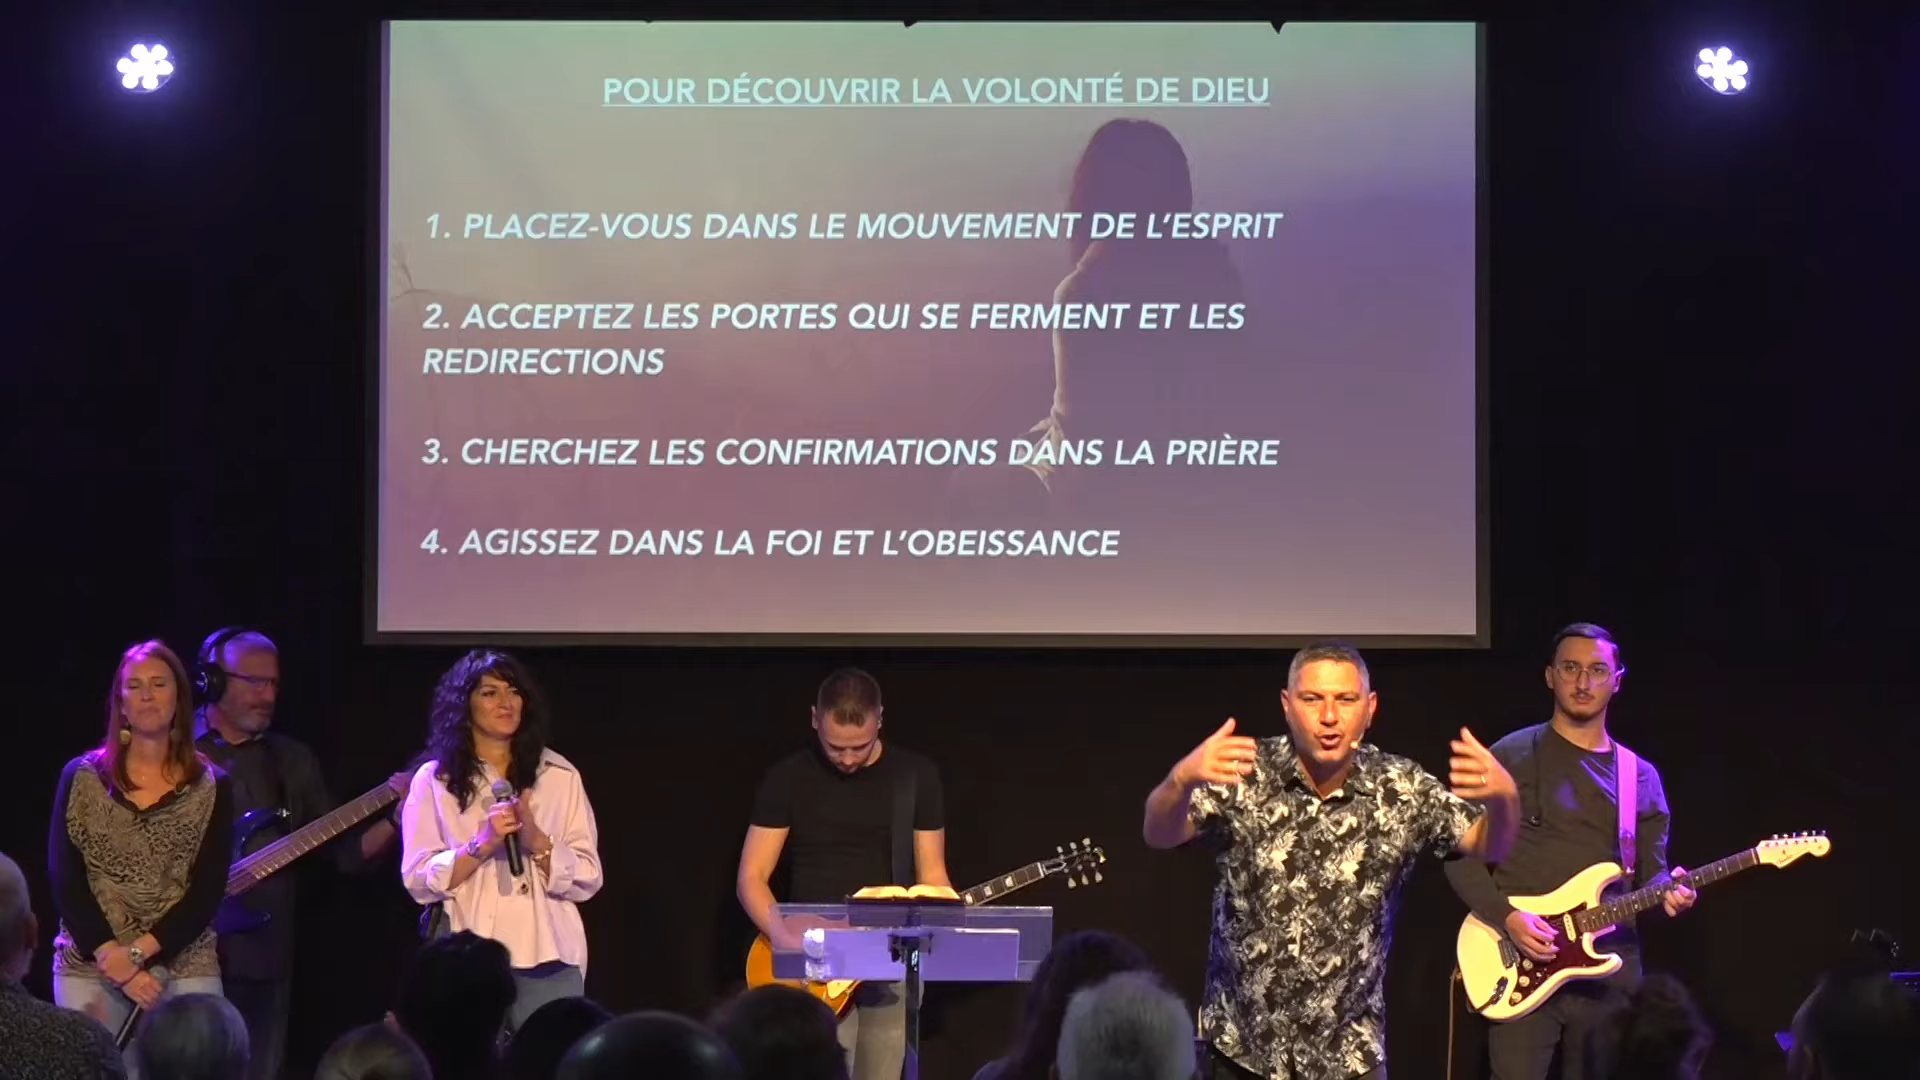 POUR DÉCOUVRIR LA VOLONTÉ DE DIEU
1. PLACEZ-VOUS DANS LE MOUVEMENT DE L'ESPRIT
2. ACCEPTEZ LES PORTES QUI SE FERMENT ET LES
REDIRECTIONS
3. CHERCHEZ LES CONFIRMATIONS DANS LA PRIÈRE
4. AGISSEZ DANS LA FOI ET L'OBEISSANCE